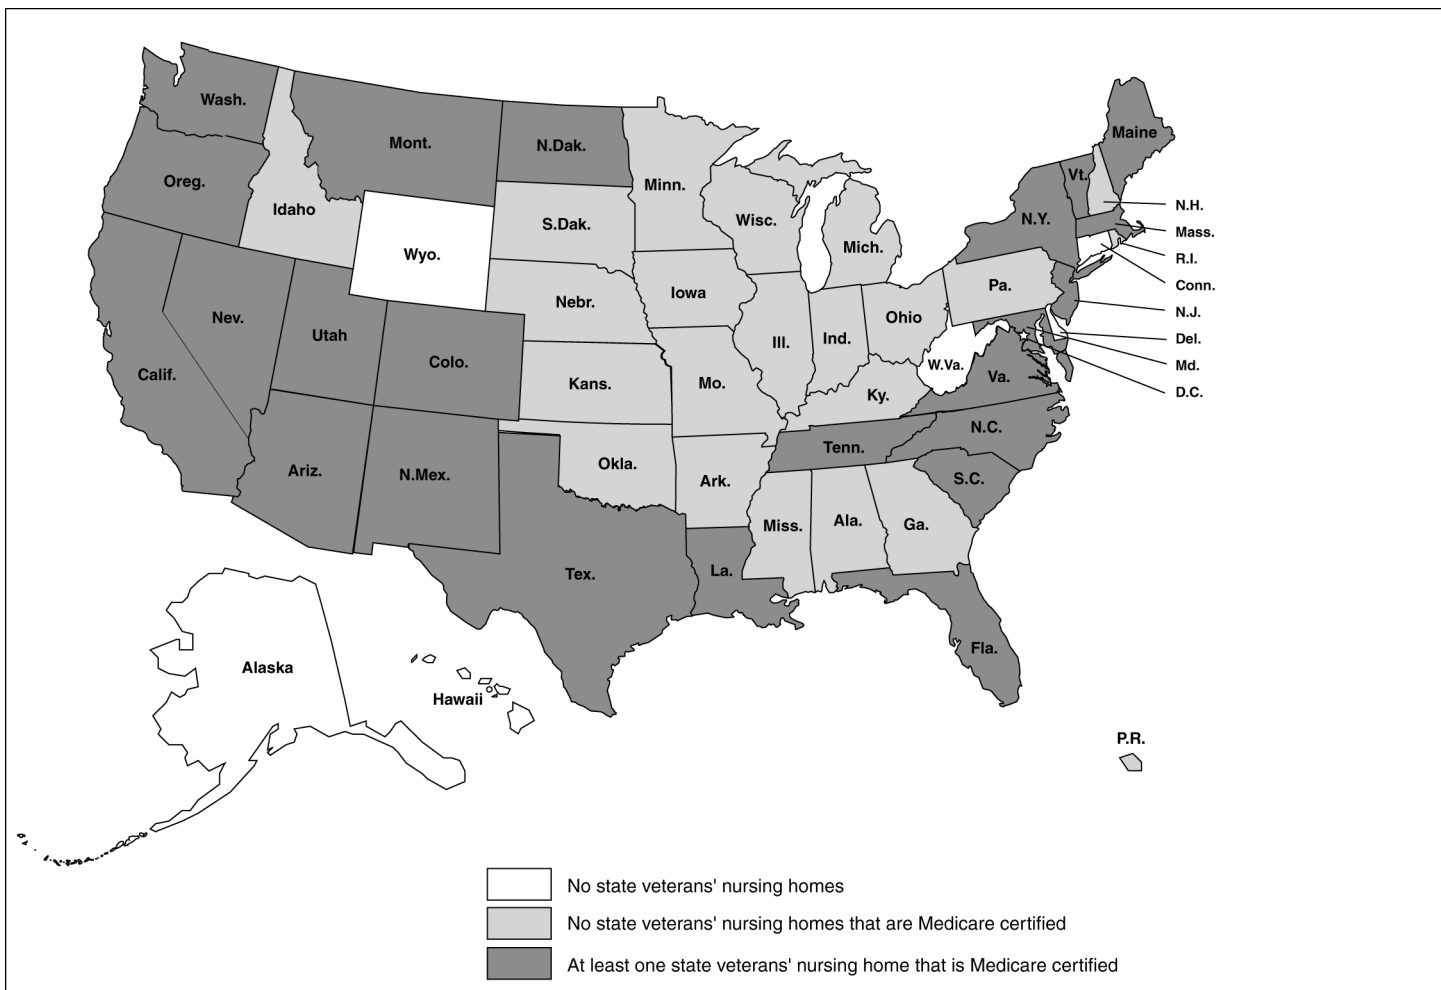 Wash.
Maine
Mont.
N.Dak.
Vt.
Minn.
Oreg.
N.H.
Idaho
N.Y.
Wisc.
S.Dak.
Mass.
Mich.
Wyo.
R.I.
Conn.
Pa.
Iowa
Nebr.
N.J.
Nev.
Ohio
Utah
Ind.
Ill.
Del.
Colo.
W.Va.
Md.
Calif.
Va.
Kans.
Mo.
D.C.
Ky.
N.C.
Tenn.
Okla.
Ariz.
N.Mex.
S.C.
Ark.
Miss.
Ala.
Ga.
La.
Tex.
Fla.
Alaska
Hawaii
P.R.
No state veterans' nursing homes
No state veterans' nursing homes that are Medicare certified
At least one state veterans' nursing home that is Medicare certified